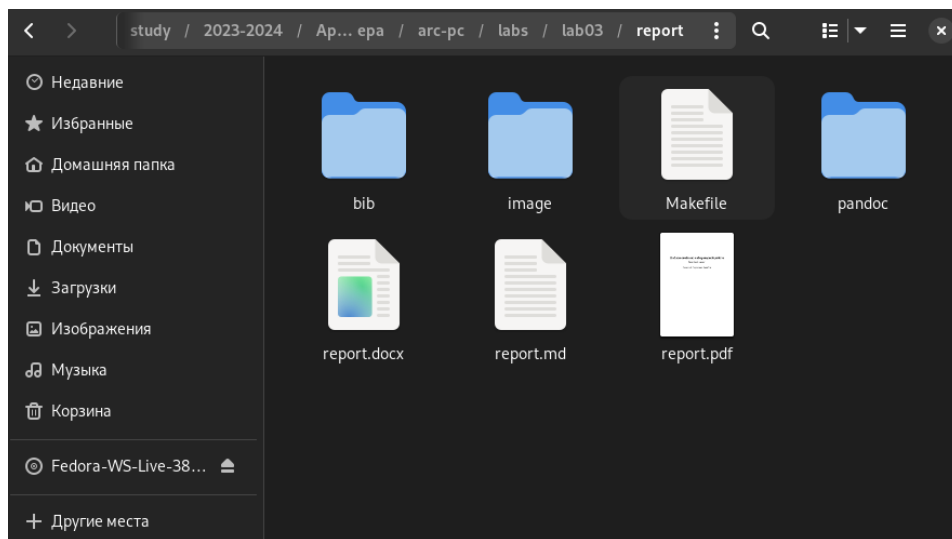 study / 2023-2024 / Ap... ера / arc-pc / labs / lab03 / report
Недавние
Избранные
Домашняя папка
Видео
Документы
Загрузки
Изображения
Музыка
Корзина
Fedora-WS-Live-38...
Другие места
bib
image
Makefile
pandoc
report.docx
report.md
report.pdf